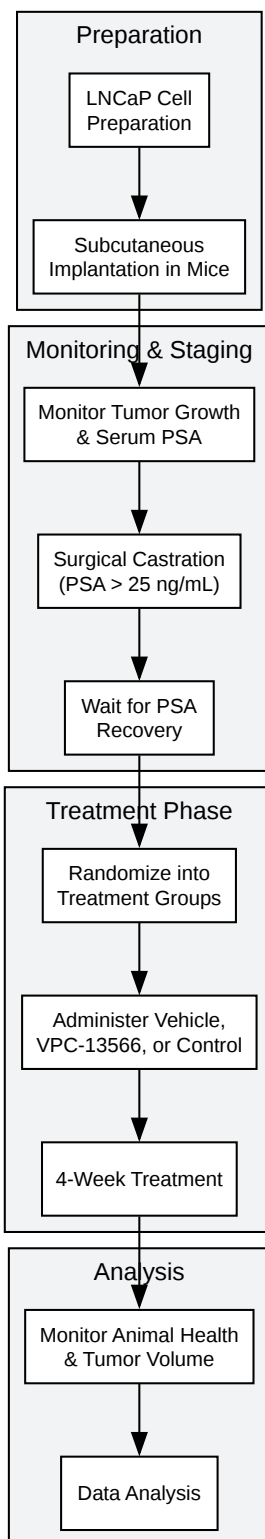 Preparation
LNCaP Cell
Preparation
Subcutaneous
Implantation in Mice
Monitoring & Staging
Monitor Tumor Growth
& Serum PSA
Surgical Castration
(PSA > 25 ng/mL)
Wait for PSA
Recovery
Treatment Phase
Randomize into
Treatment Groups
Administer Vehicle,
VPC-13566, or Control
4-Week Treatment
Analysis
Monitor Animal Health
& Tumor Volume
Data Analysis